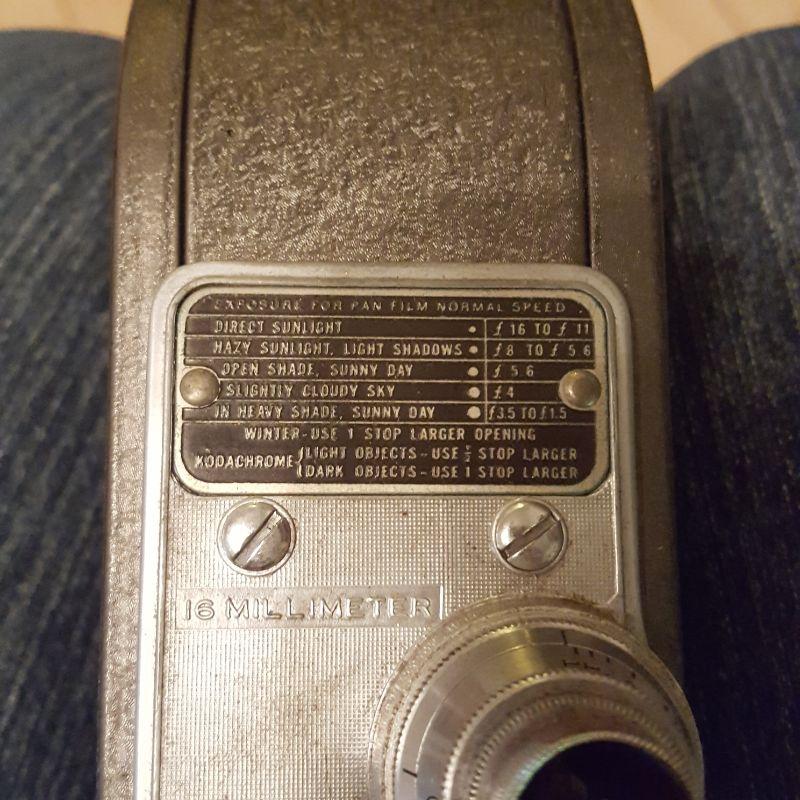 EXPOSURE FOR PAN FILM NORMAL SPEED
DIRECT SUNLIGHT • f 16 TO f 11
HAZY SUNLIGHT, LIGHT SHADOWS • f 8 TO f 5.6
OPEN SHADE, SUNNY DAY • f 5.6
SLIGHTLY CLOUDY SKY • f 4
IN HEAVY SHADE, SUNNY DAY • f 3.5 TO f 1.5
WINTER-USE 1 STOP LARGER OPENING
KODACHROME { LIGHT OBJECTS-USE ½ STOP LARGER
DARK OBJECTS-USE 1 STOP LARGER
16 MILLIMETER